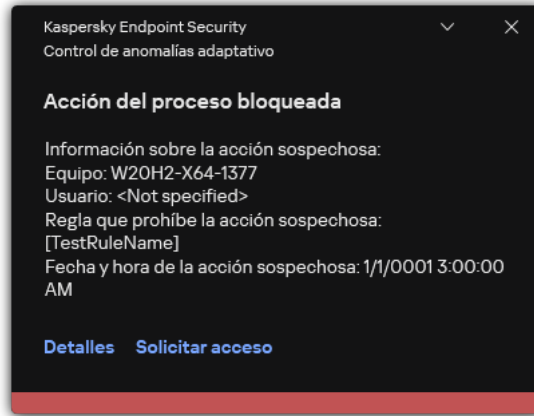 Kaspersky Endpoint Security
Control de anomalías adaptativo
Acción del proceso bloqueada
Información sobre la acción sospechosa:
Equipo: W20H2-X64-1377
Usuario: <Not specified>
Regla que prohíbe la acción sospechosa:
[TestRuleName]
Fecha y hora de la acción sospechosa: 1/1/0001 3:00:00
AM
Detalles Solicitar acceso